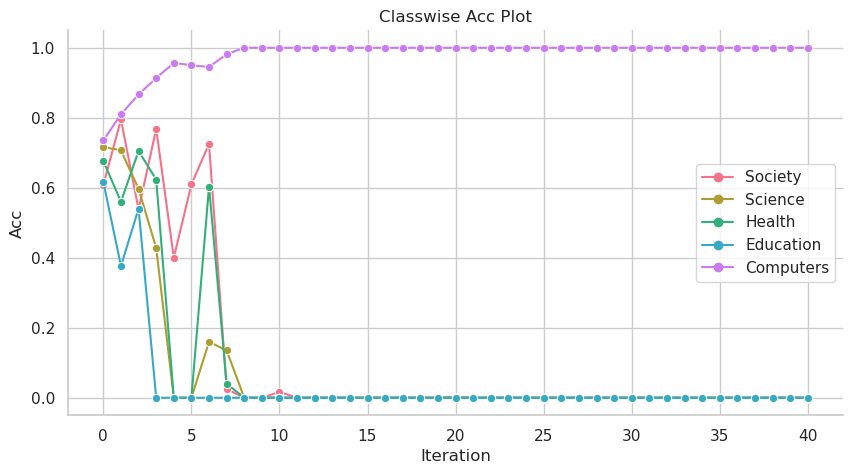 Classwise Acc Plot
1.0
0.8
0.6
0.4
0.2
0.0
Acc
Society
Science
Health
Education
Computers
0 5 10 15 20 25 30 35 40
Iteration